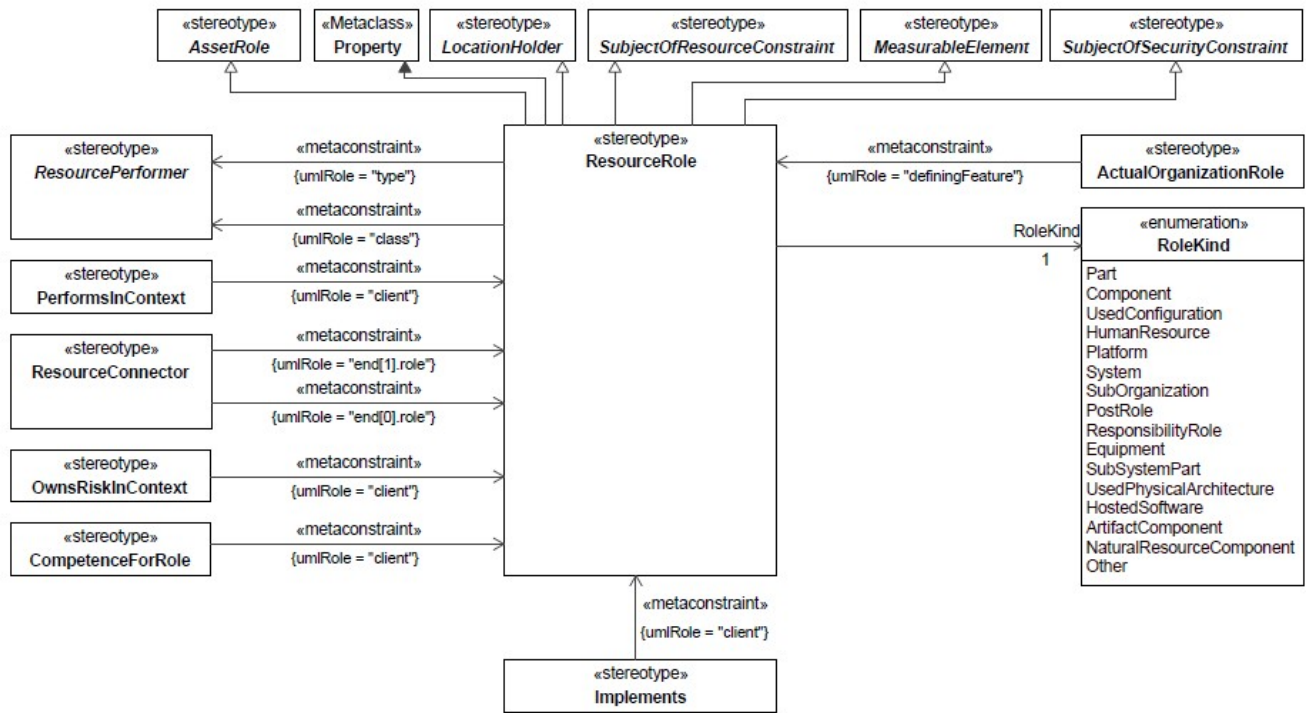 «stereotype»
AssetRole
«Metaclass»
Property
«stereotype»
LocationHolder
«stereotype»
SubjectOfResourceConstraint
«stereotype»
MeasurableElement
«stereotype»
SubjectOfSecurityConstraint
«stereotype»
ResourcePerformer
«metaconstraint»
{umlRole = "type"}
«metaconstraint»
{umlRole = "class"}
«stereotype»
PerformsInContext
«metaconstraint»
{umlRole = "client"}
«stereotype»
ResourceConnector
«metaconstraint»
{umlRole = "end[1].role"}
«metaconstraint»
{umlRole = "end[0].role"}
«stereotype»
OwnsRiskInContext
«metaconstraint»
{umlRole = "client"}
«stereotype»
CompetenceForRole
«metaconstraint»
{umlRole = "client"}
«stereotype»
ResourceRole
«metaconstraint»
{umlRole = "definingFeature"}
«stereotype»
ActualOrganizationRole
RoleKind
1
«enumeration»
RoleKind
Part
Component
UsedConfiguration
HumanResource
Platform
System
SubOrganization
PostRole
ResponsibilityRole
Equipment
SubSystemPart
UsedPhysicalArchitecture
HostedSoftware
ArtifactComponent
NaturalResourceComponent
Other
«metaconstraint»
{umlRole = "client"}
«stereotype»
Implements